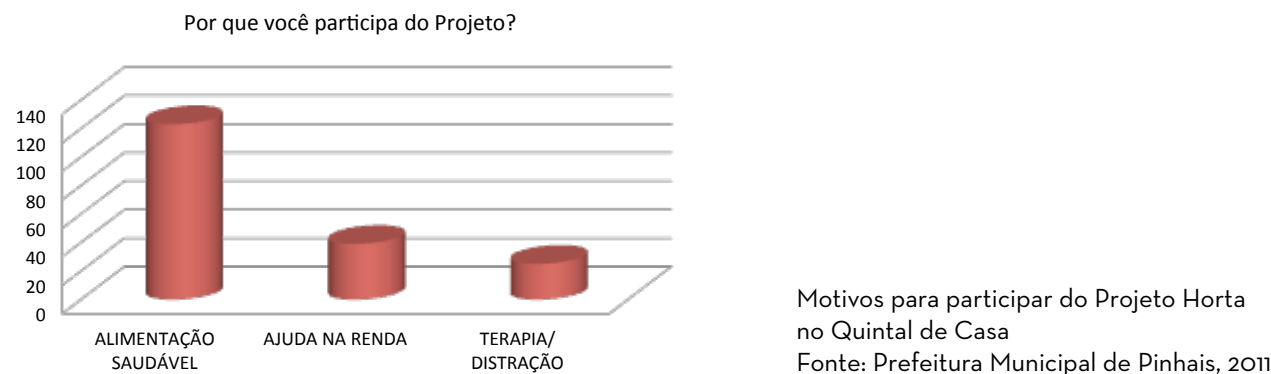 Por que você participa do Projeto?
140
120
100
80
60
40
20
0
ALIMENTAÇÃO
SAUDÁVEL
AJUDA NA RENDA
TERAPIA/
DISTRAÇÃO
Motivos para participar do Projeto Horta
no Quintal de Casa
Fonte: Prefeitura Municipal de Pinhais, 2011